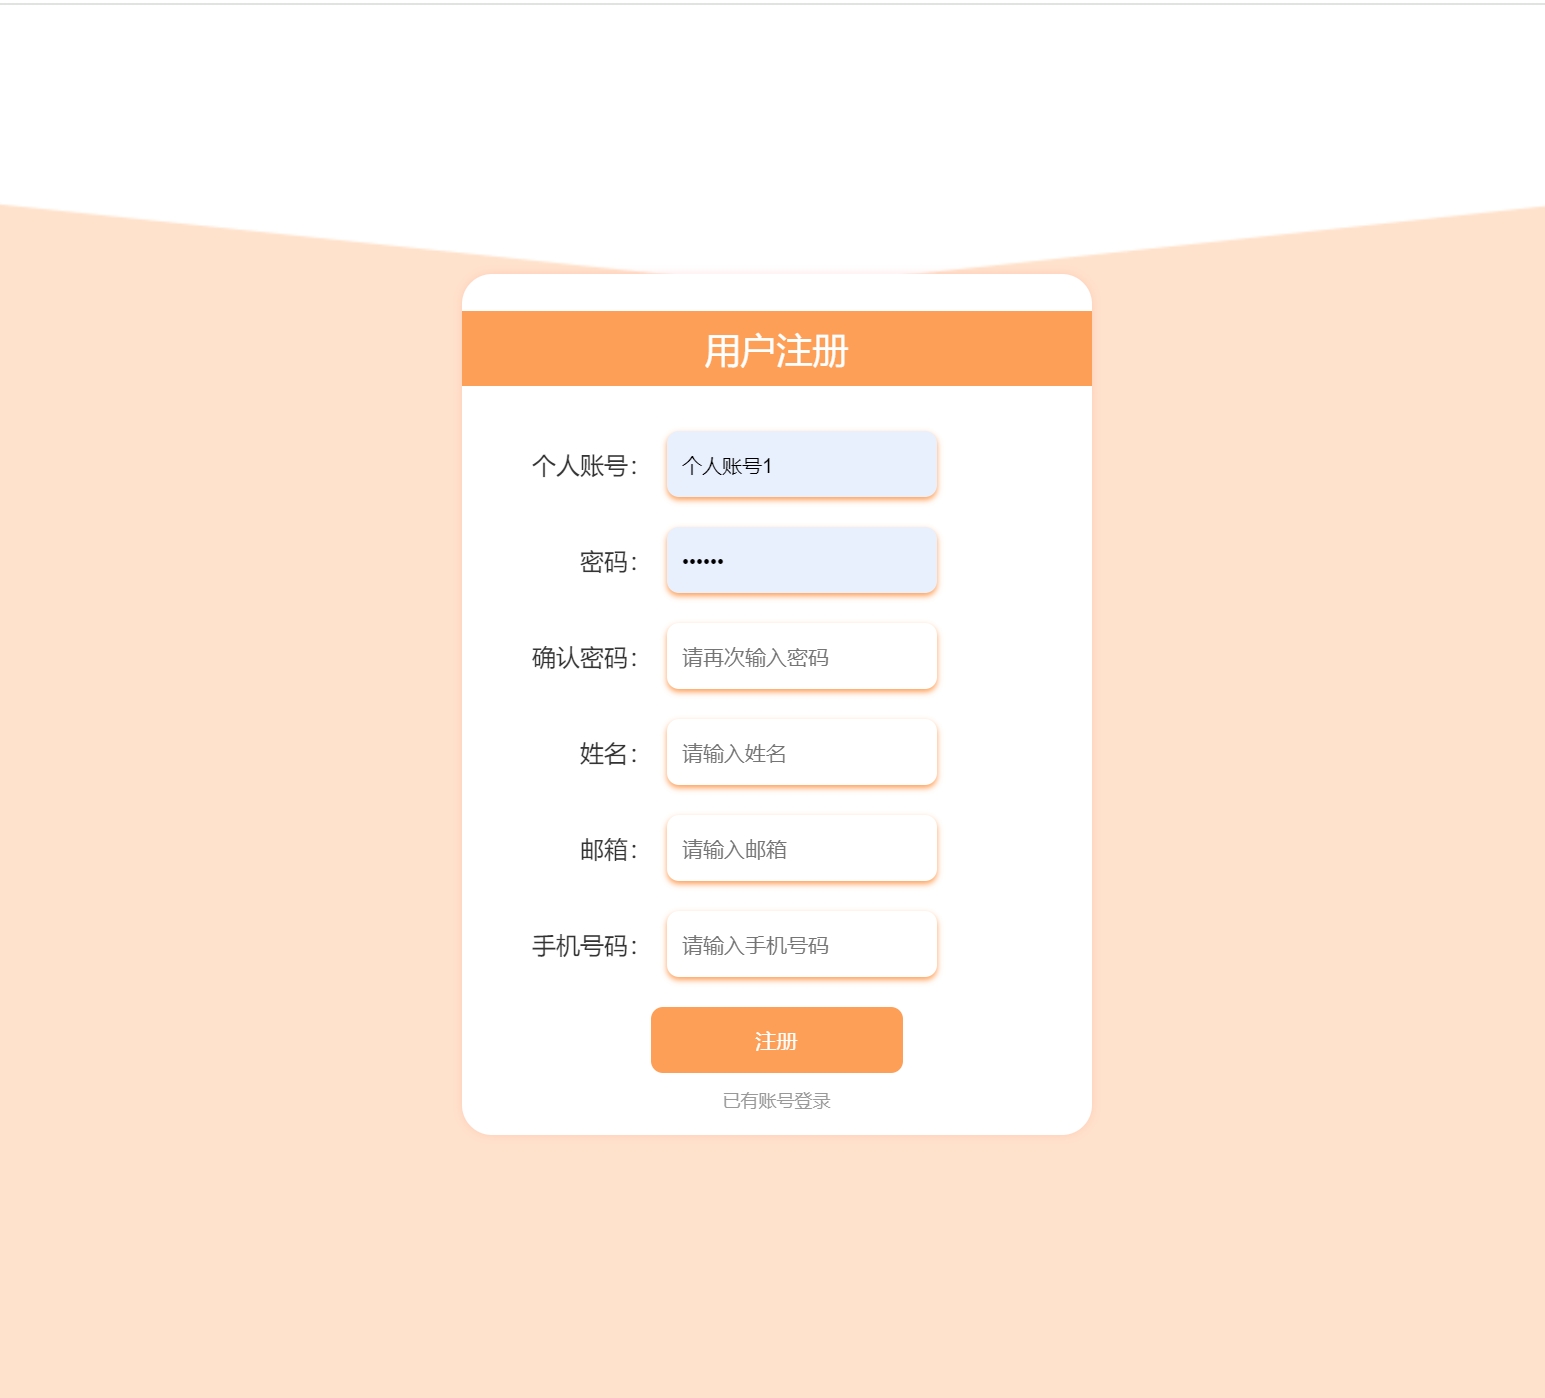 用户注册
个人账号： 个人账号1
密码： ••••••
确认密码： 请再次输入密码
姓名： 请输入姓名
邮箱： 请输入邮箱
手机号码： 请输入手机号码
注册
已有账号登录